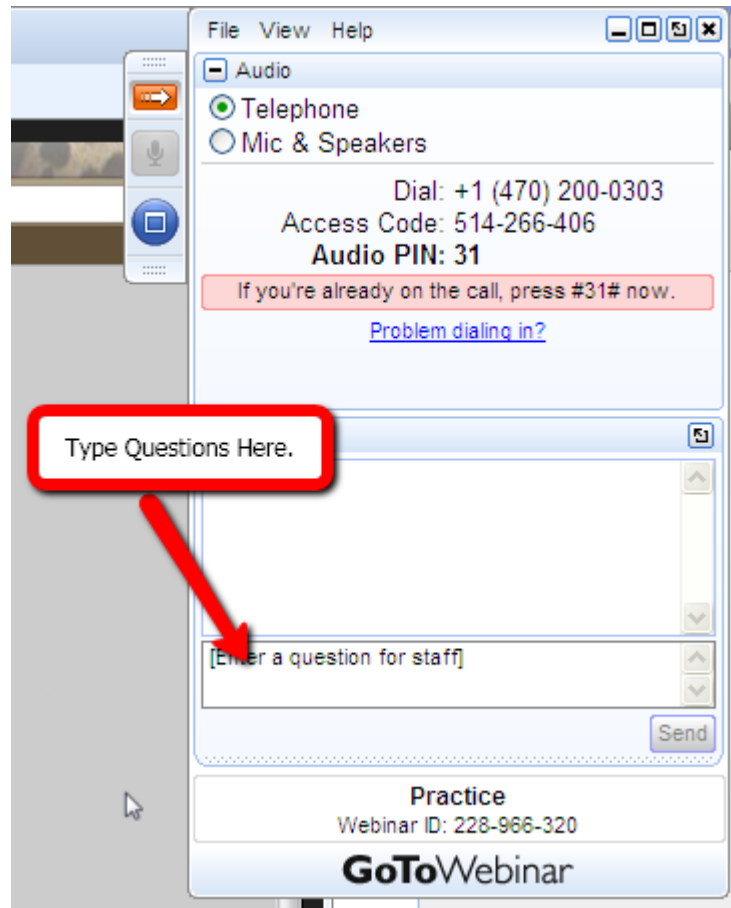 File View Help
Audio
Telephone
Mic & Speakers
Dial: +1 (470) 200-0303
Access Code: 514-266-406
Audio PIN: 31
If you're already on the call, press #31# now.
Problem dialing in?
Type Questions Here.
[Enter a question for staff]
Send
Practice
Webinar ID: 228-966-320
GoToWebinar